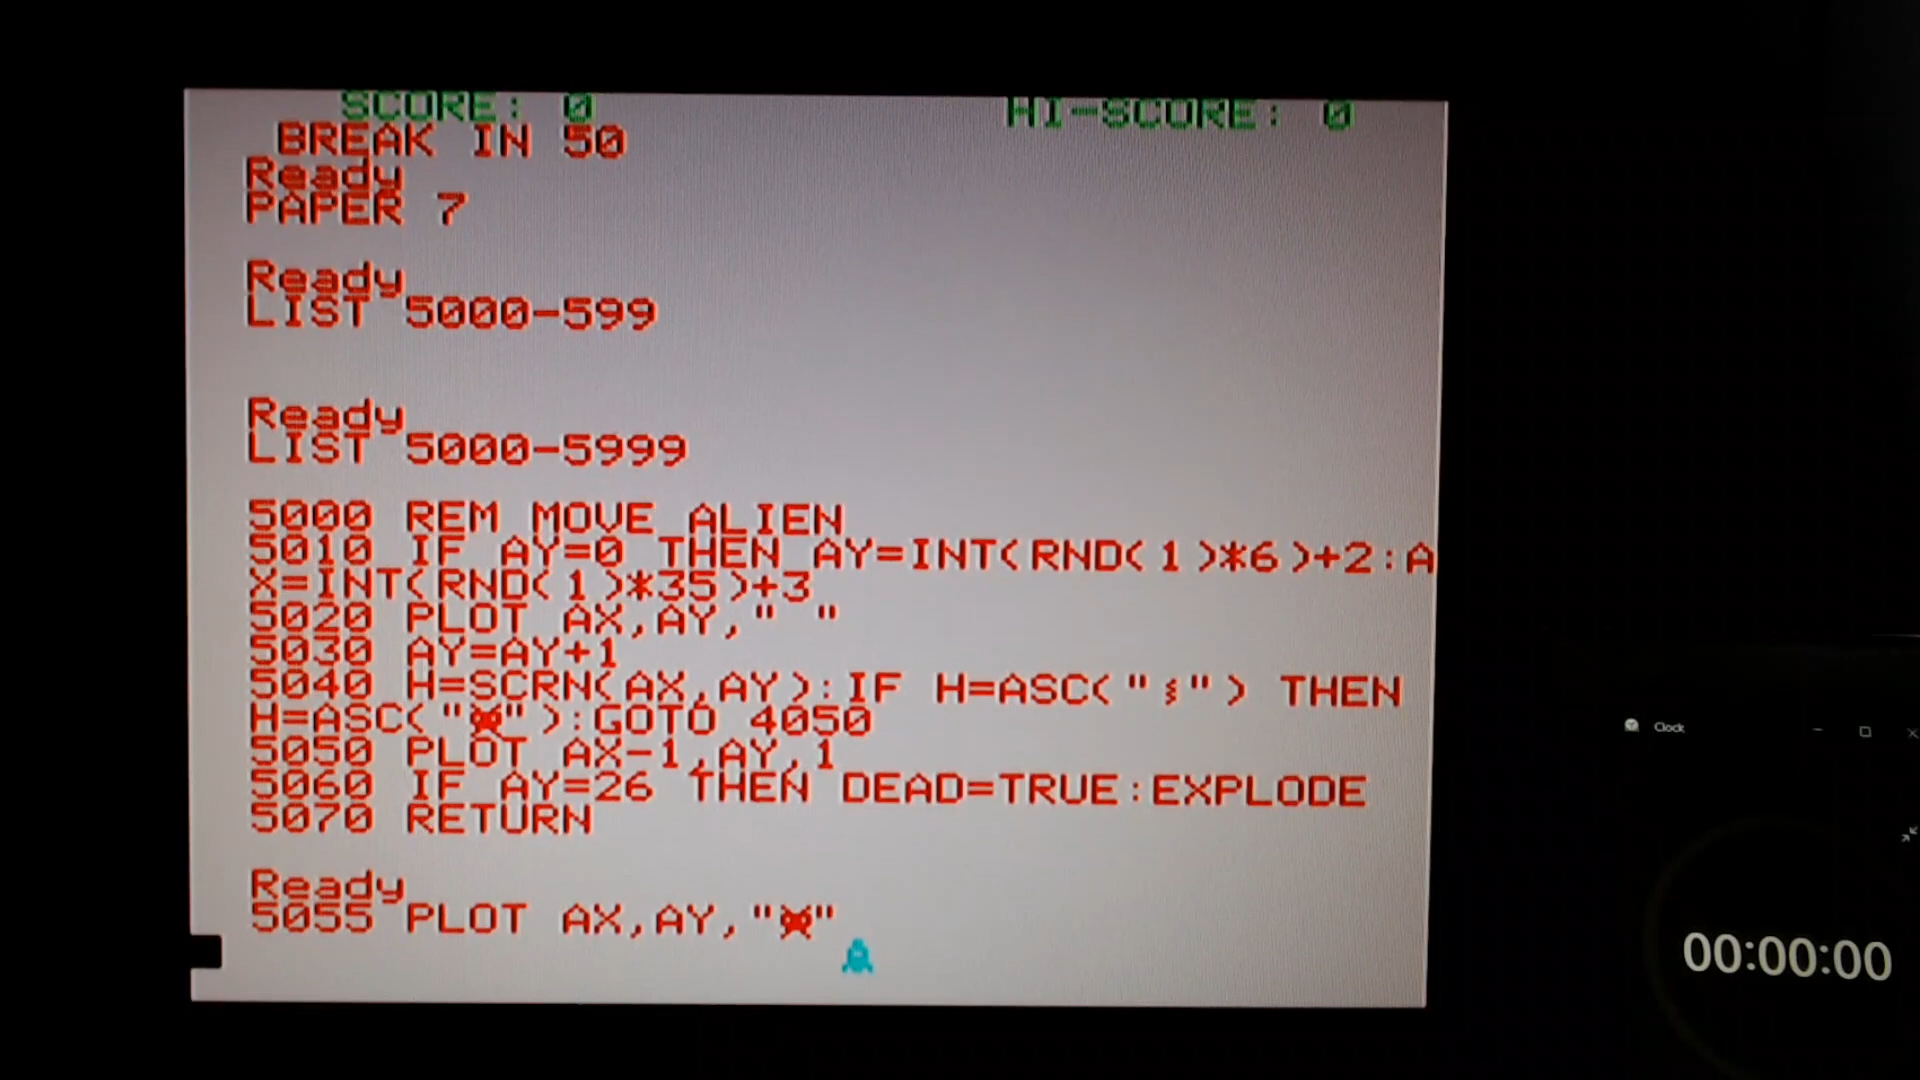 SCORE: 0 HI-SCORE: 0
BREAK IN 50
Ready
PAPER 7
Ready
LIST 5000-599
Ready
LIST 5000-5999
5000 REM MOVE ALIEN
5010 IF AY=0 THEN AY=INT(RND(1)*6)+2:A
X=INT(RND(1)*35)+3
5020 PLOT AX,AY," "
5030 AY=AY+1
5040 H=SCRN(AX,AY):IF H=ASC("") THEN
H=ASC(""):GOTO 4050
5050 PLOT AX-1,AY,1
5060 IF AY=26 THEN DEAD=TRUE:EXPLODE
5070 RETURN
Ready
5055 PLOT AX,AY,""
Clock
00:00:00